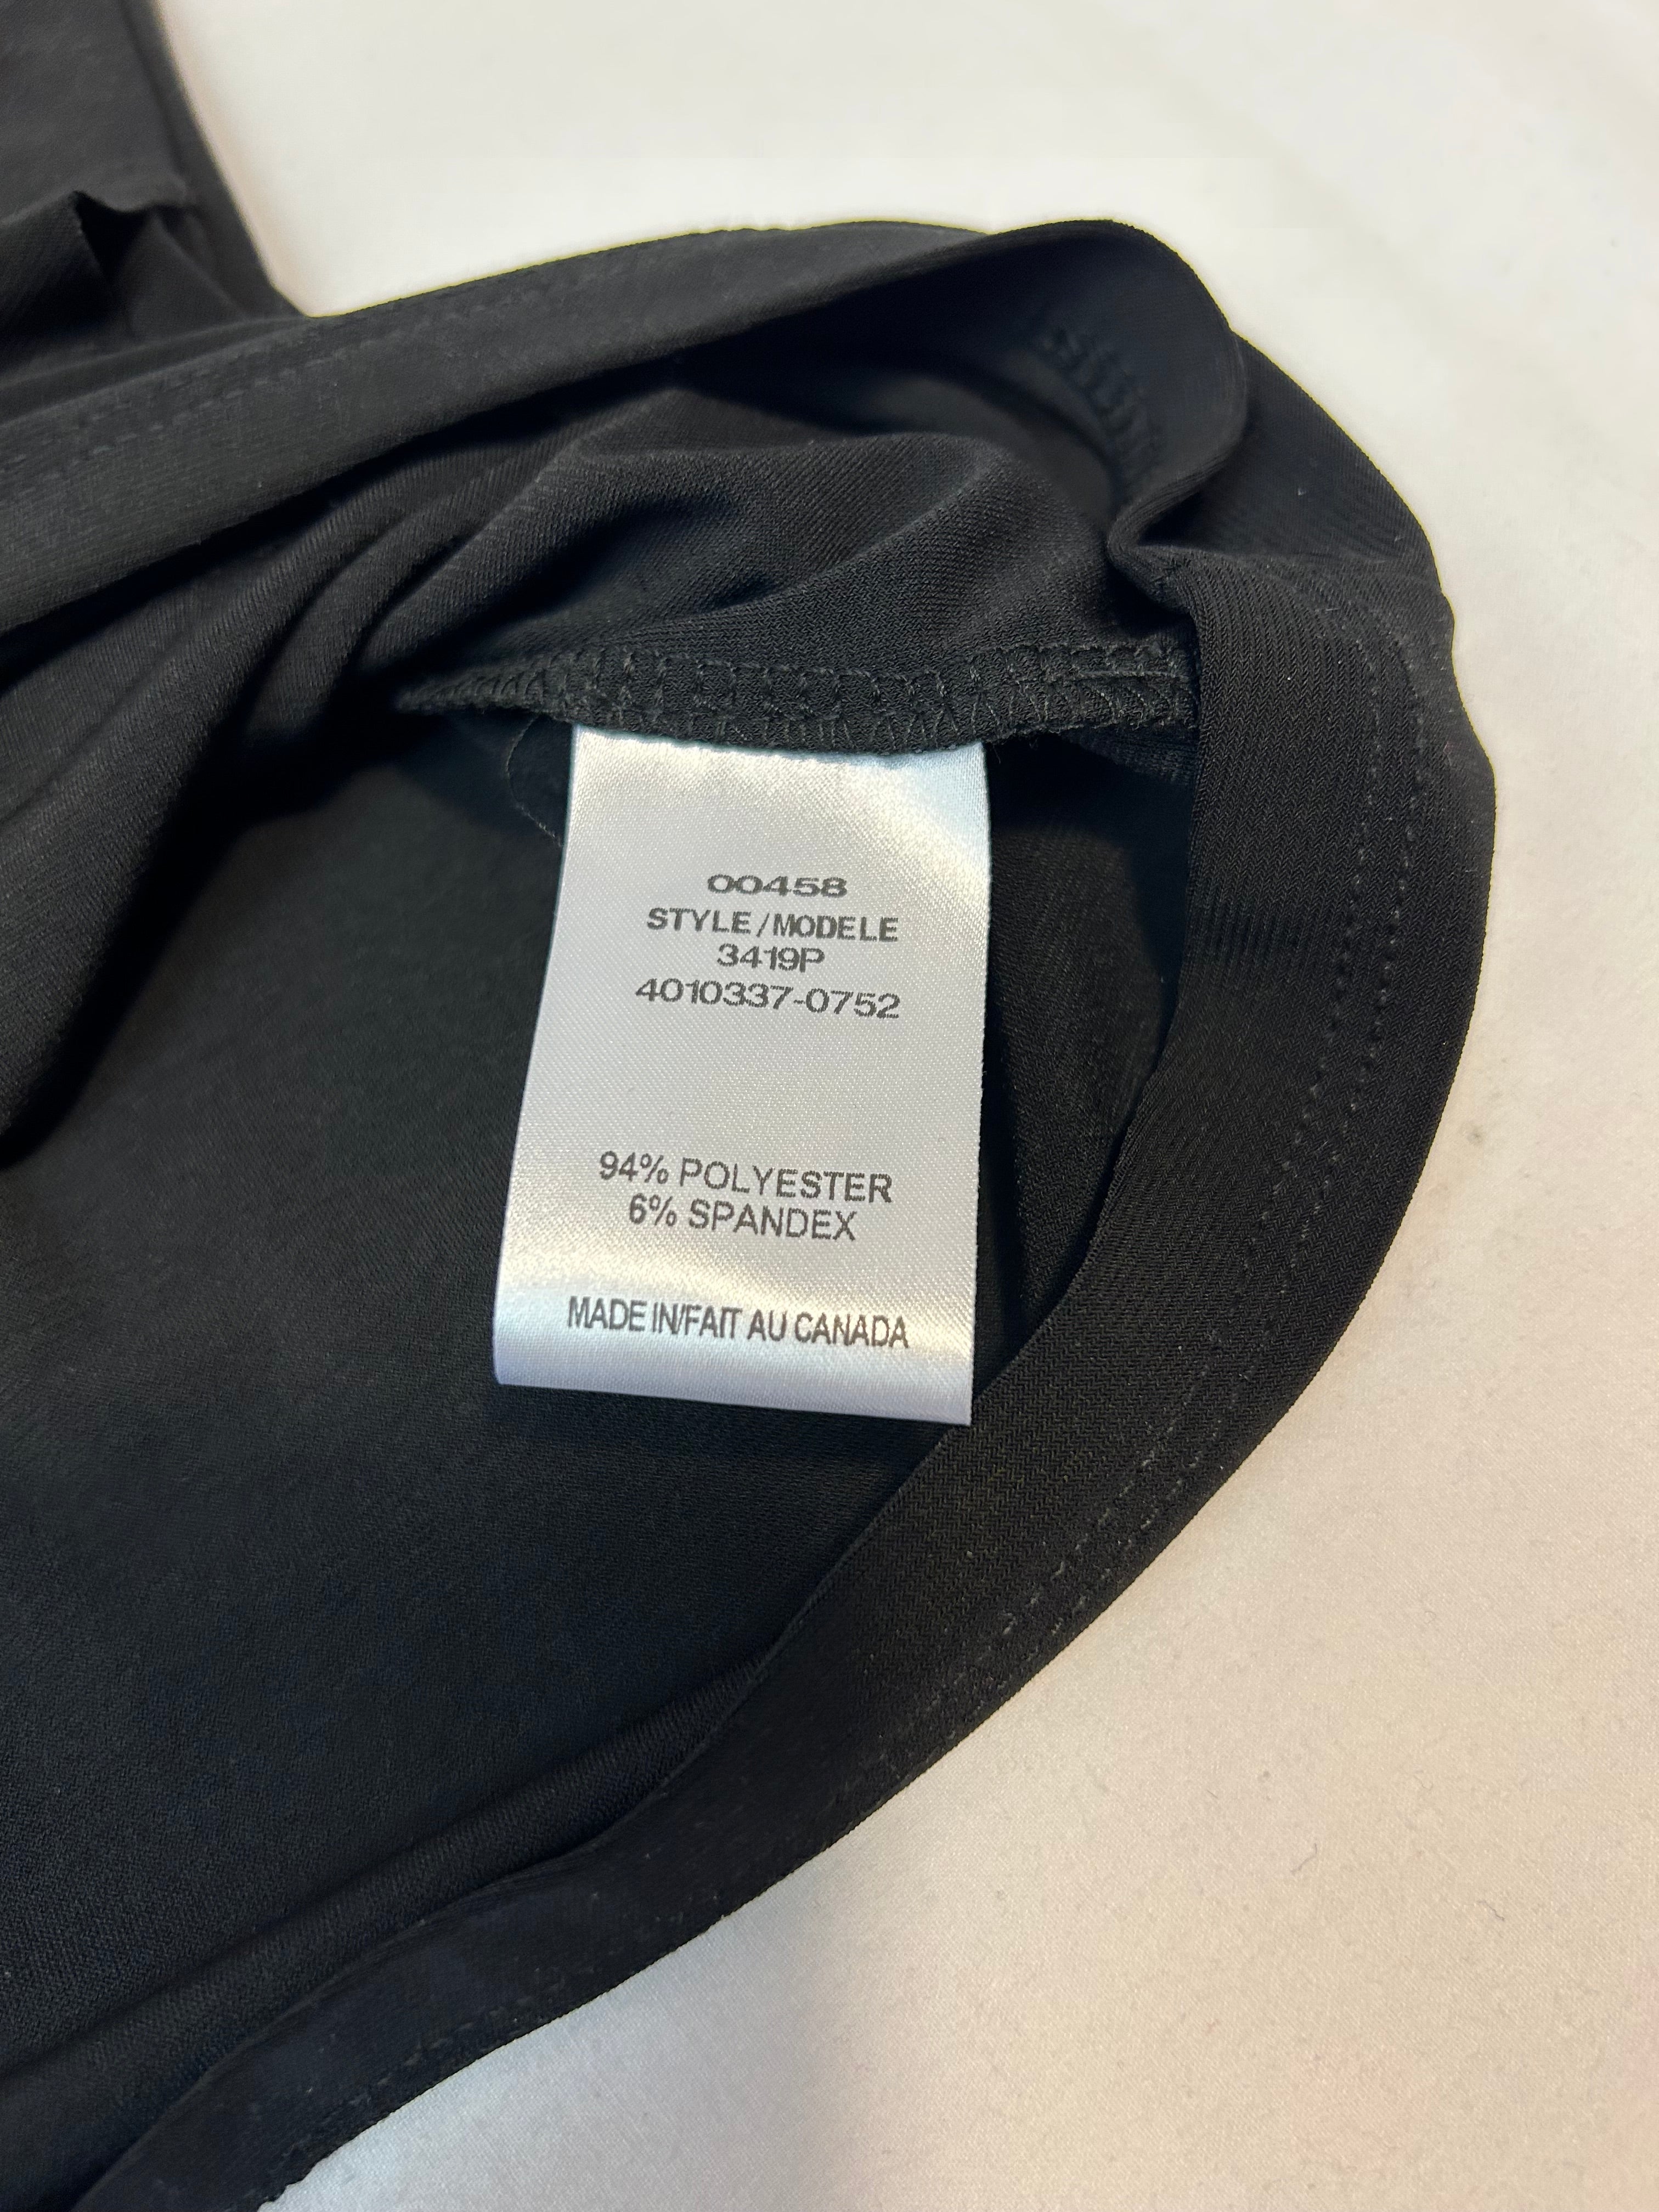 00458
STYLE/MODELE
3419P
4010337-0752
94% POLYESTER
6% SPANDEX
MADE IN/FAIT AU CANADA